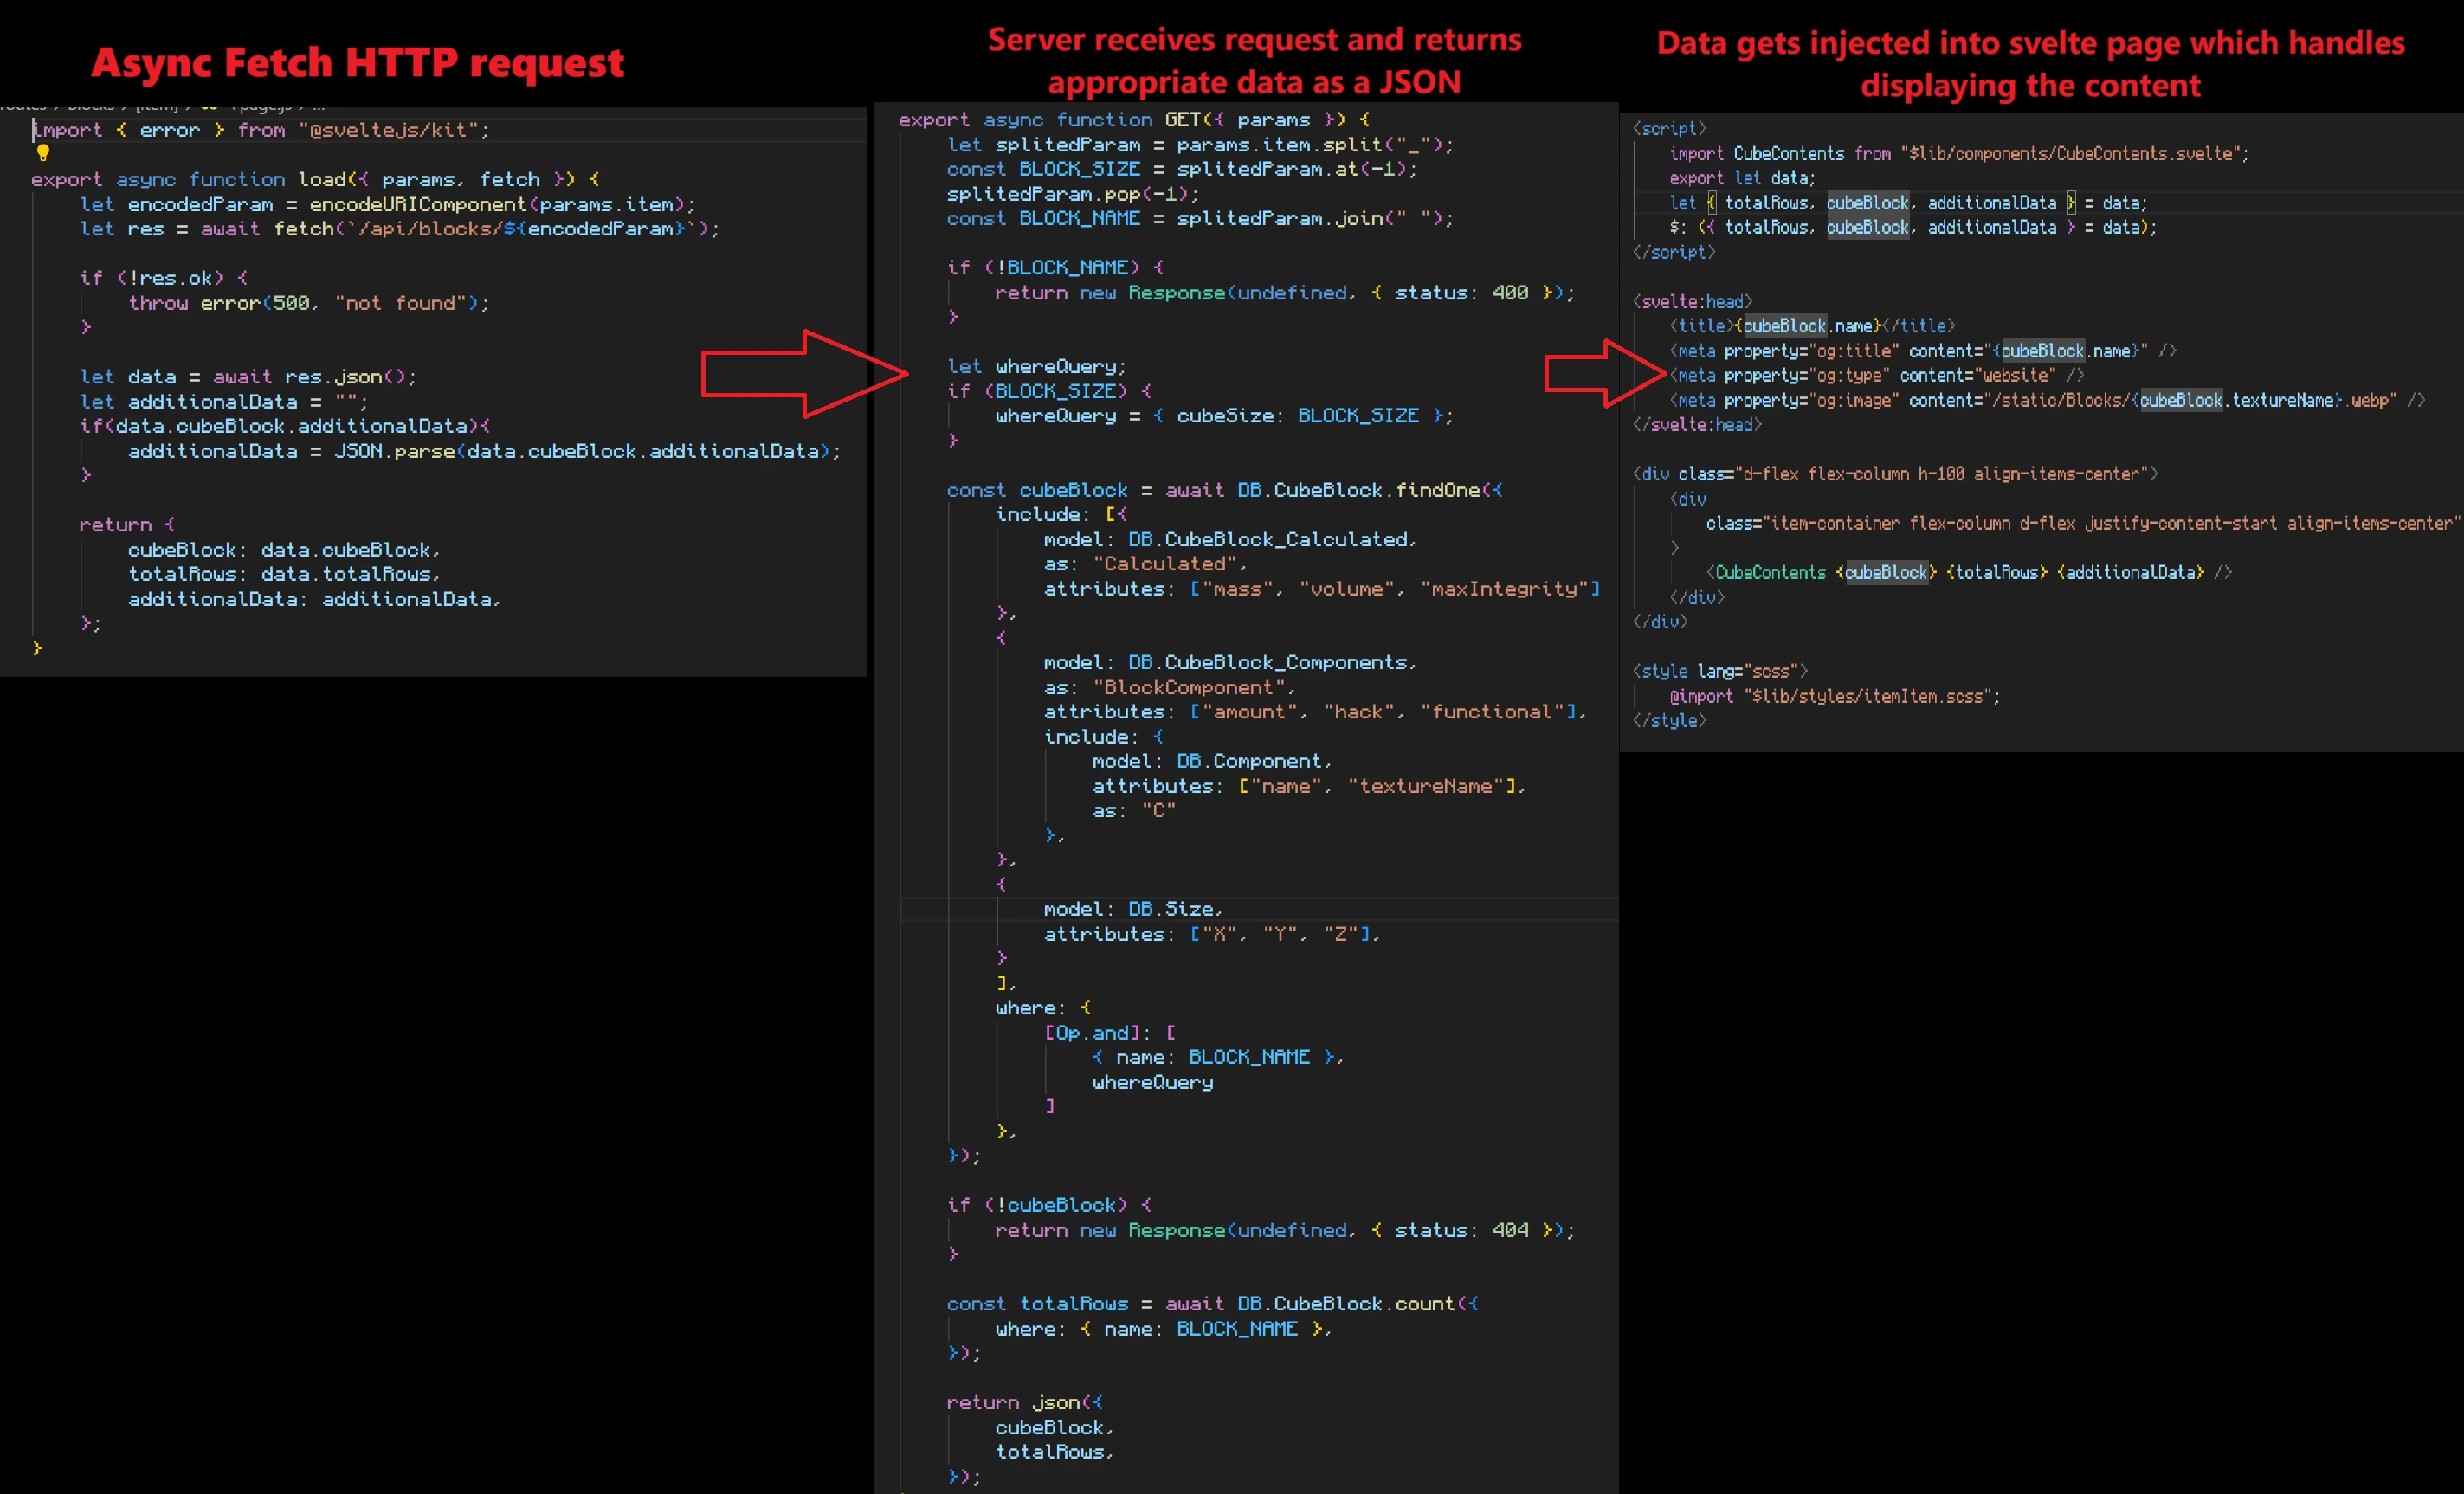 Async Fetch HTTP request
import { error } from "@sveltejs/kit";
export async function load({ params, fetch }) {
let encodedParam = encodeURIComponent(params.item);
let res = await fetch(`/api/blocks/${encodedParam}`);
if (!res.ok) {
throw error(500, "not found");
}
let data = await res.json();
let additionalData = "";
if(data.cubeBlock.additionalData){
additionalData = JSON.parse(data.cubeBlock.additionalData);
}
return {
cubeBlock: data.cubeBlock,
totalRows: data.totalRows,
additionalData: additionalData,
};
}
Server receives request and returns
appropriate data as a JSON
export async function GET({ params }) {
let splitedParam = params.item.split("_");
const BLOCK_SIZE = splitedParam.at(-1);
splitedParam.pop(-1);
const BLOCK_NAME = splitedParam.join(" ");
if (!BLOCK_NAME) {
return new Response(undefined, { status: 400 });
}
let whereQuery;
if (BLOCK_SIZE) {
whereQuery = { cubeSize: BLOCK_SIZE };
}
const cubeBlock = await DB.CubeBlock.findOne({
include: [{
model: DB.CubeBlock_Calculated,
as: "Calculated",
attributes: ["mass", "volume", "maxIntegrity"]
},
{
model: DB.CubeBlock_Components,
as: "BlockComponent",
attributes: ["amount", "hack", "functional"],
include: {
model: DB.Component,
attributes: ["name", "textureName"],
as: "C"
},
},
{
model: DB.Size,
attributes: ["X", "Y", "Z"],
}
],
where: {
[Op.and]: [
{ name: BLOCK_NAME },
whereQuery
]
},
});
if (!cubeBlock) {
return new Response(undefined, { status: 404 });
}
const totalRows = await DB.CubeBlock.count({
where: { name: BLOCK_NAME },
});
return json({
cubeBlock,
totalRows,
});
Data gets injected into svelte page which handles
displaying the content
<script>
import CubeContents from "$lib/components/CubeContents.svelte";
export let data;
let { totalRows, cubeBlock, additionalData } = data;
$: ({ totalRows, cubeBlock, additionalData } = data);
</script>
<svelte:head>
<title>{cubeBlock.name}</title>
<meta property="og:title" content="{cubeBlock.name}" />
<meta property="og:type" content="website" />
<meta property="og:image" content="/static/Blocks/{cubeBlock.textureName}.webp" />
</svelte:head>
<div class="d-flex flex-column h-100 align-items-center">
<div
class="item-container flex-column d-flex justify-content-start align-items-center"
>
<CubeContents {cubeBlock} {totalRows} {additionalData} />
</div>
</div>
<style lang="scss">
@import "$lib/styles/itemItem.scss";
</style>